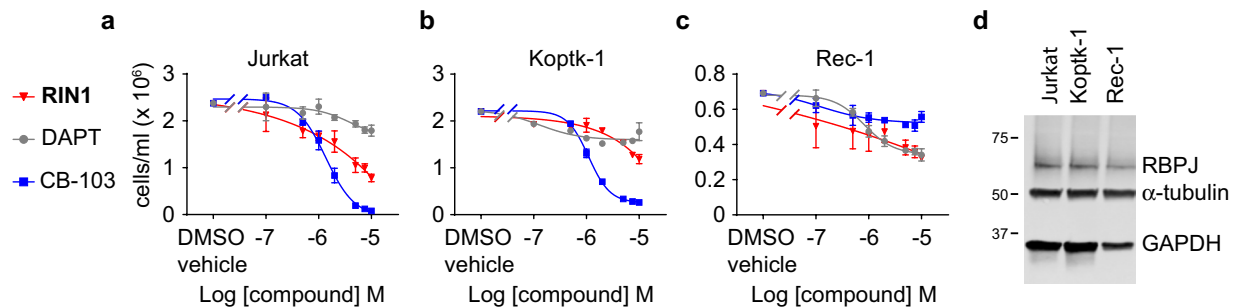 a
Jurkat
RIN1
DAPT
CB-103
cells/ml (x 10⁶)
3
2
1
0
DMSO
vehicle
-7
-6
-5
Log [compound] M
b
Koptk-1
3
2
1
0
DMSO
vehicle
-7
-6
-5
Log [compound] M
c
Rec-1
0.8
0.6
0.4
0.2
0
DMSO
vehicle
-7
-6
-5
Log [compound] M
d
Jurkat
Koptk-1
Rec-1
75
50
37
RBPJ
α-tubulin
GAPDH